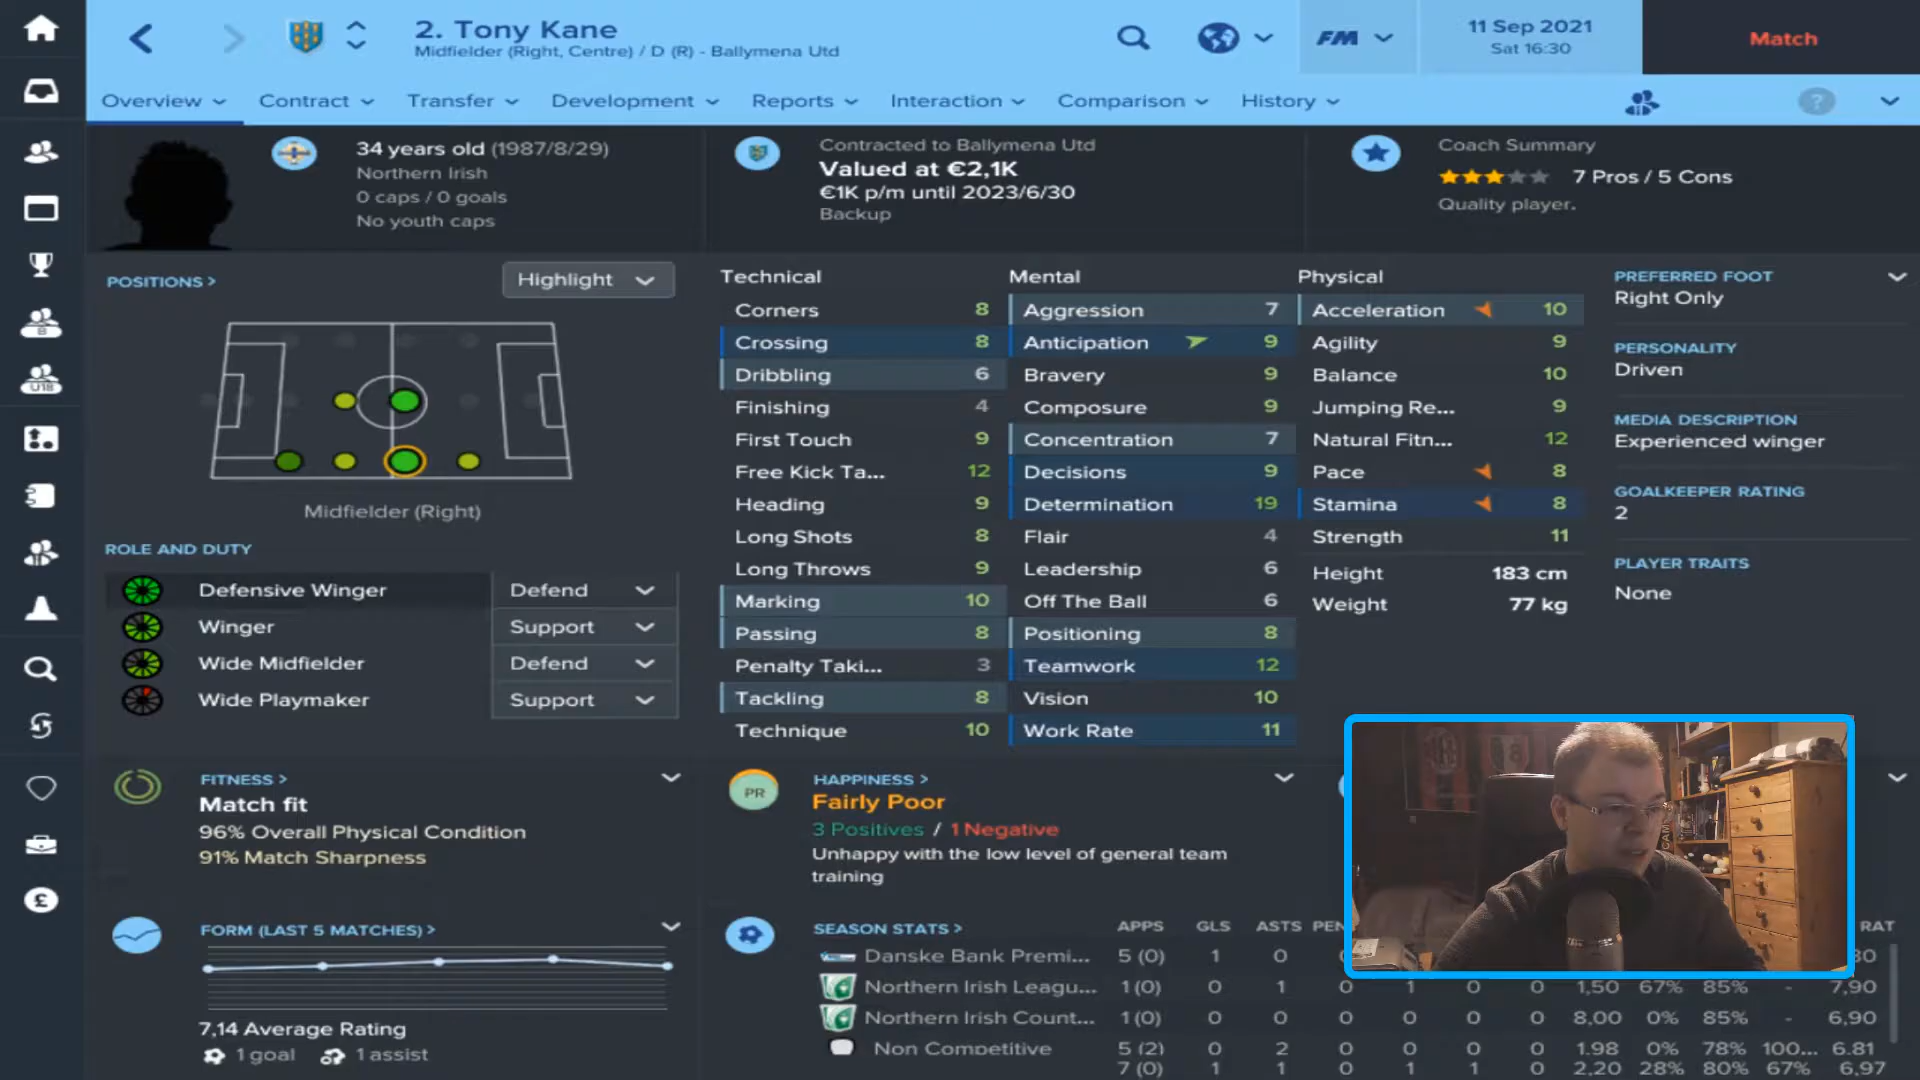 2. Tony Kane
Midfielder (Right, Centre) / D (R) - Ballymena Utd
FM
11 Sep 2021
Sat 16:30
Match
Overview
Contract
Transfer
Development
Reports
Interaction
Comparison
History
?
34 years old (1987/8/29)
Northern Irish
0 caps / 0 goals
No youth caps
Contracted to Ballymena Utd
Valued at €2,1K
€1K p/m until 2023/6/30
Backup
Coach Summary
7 Pros / 5 Cons
Quality player.
POSITIONS >
Highlight
Midfielder (Right)
ROLE AND DUTY
Defensive Winger Defend
Winger Support
Wide Midfielder Defend
Wide Playmaker Support
Technical
Corners 8
Crossing 8
Dribbling 6
Finishing 4
First Touch 9
Free Kick Ta... 12
Heading 9
Long Shots 8
Long Throws 9
Marking 10
Passing 8
Penalty Taki... 3
Tackling 8
Technique 10
Mental
Aggression 7
Anticipation 9
Bravery 9
Composure 9
Concentration 7
Decisions 9
Determination 19
Flair 4
Leadership 6
Off The Ball 6
Positioning 8
Teamwork 12
Vision 10
Work Rate 11
Physical
Acceleration 10
Agility 9
Balance 10
Jumping Re... 9
Natural Fitn... 12
Pace 8
Stamina 8
Strength 11
Height 183 cm
Weight 77 kg
PREFERRED FOOT
Right Only
PERSONALITY
Driven
MEDIA DESCRIPTION
Experienced winger
GOALKEEPER RATING
2
PLAYER TRAITS
None
FITNESS >
Match fit
96% Overall Physical Condition
91% Match Sharpness
PR
HAPPINESS >
Fairly Poor
3 Positives / 1 Negative
Unhappy with the low level of general team
training
FORM (LAST 5 MATCHES) >
7,14 Average Rating
1 goal 1 assist
SEASON STATS > APPS GLS ASTS PEN RAT
Danske Bank Premi... 5 (0) 1 0
Northern Irish Leagu... 1 (0) 0 1 0 1 0 0 1,50 67% 85% - 7,90
Northern Irish Count... 1 (0) 0 0 0 0 0 0 8,00 0% 85% - 6,90
Non Competitive 5 (2) 0 2 0 0 0 0 1.98 0% 78% 100... 6.81
7 (0) 1 1 0 1 1 0 2,20 28% 80% 67% 6,97
U18
B